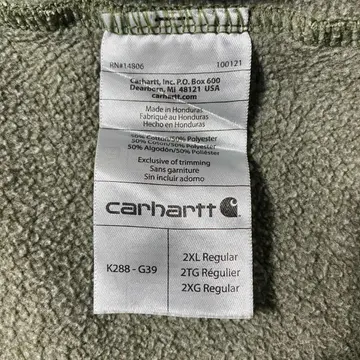 RN#14806 100121
Carhartt, Inc. P.O. Box 600
Dearborn, MI 48121 USA
carhartt.com
Made in Honduras
Fabriqué au Honduras
Hecho en Honduras
50% Cotton/50% Polyester
50% Coton/50% Polyester
50% Algodón/50% Poliéster
Exclusive of trimming
Sans garniture
Sin incluir adorno
carhartt
K288 - G39
2XL Regular
2TG Régulier
2XG Regular